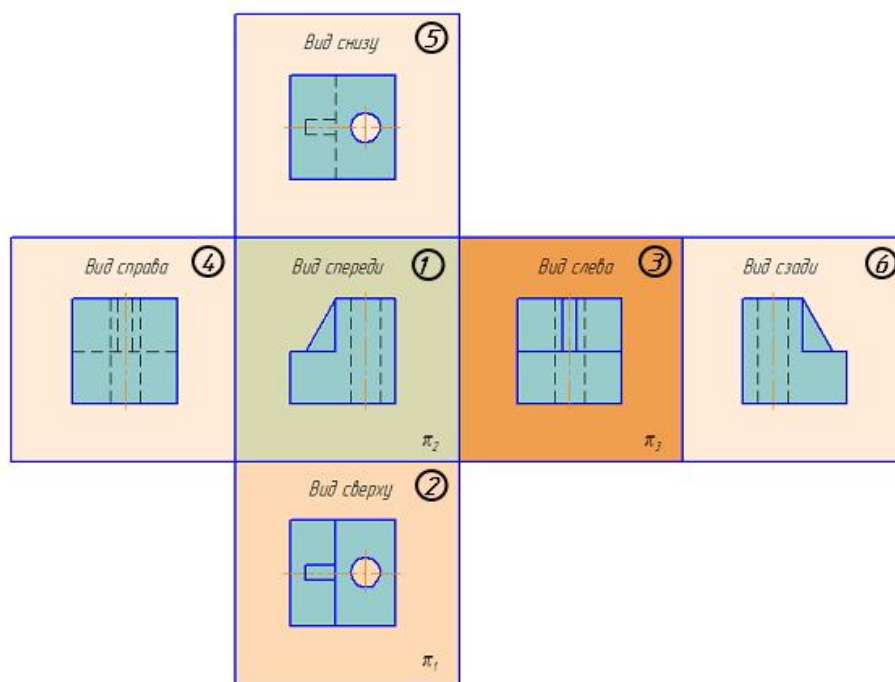 Вид снизу 5
Вид справа 4
Вид спереди 1
π2
Вид слева 3
π3
Вид сзади 6
Вид сверху 2
π1